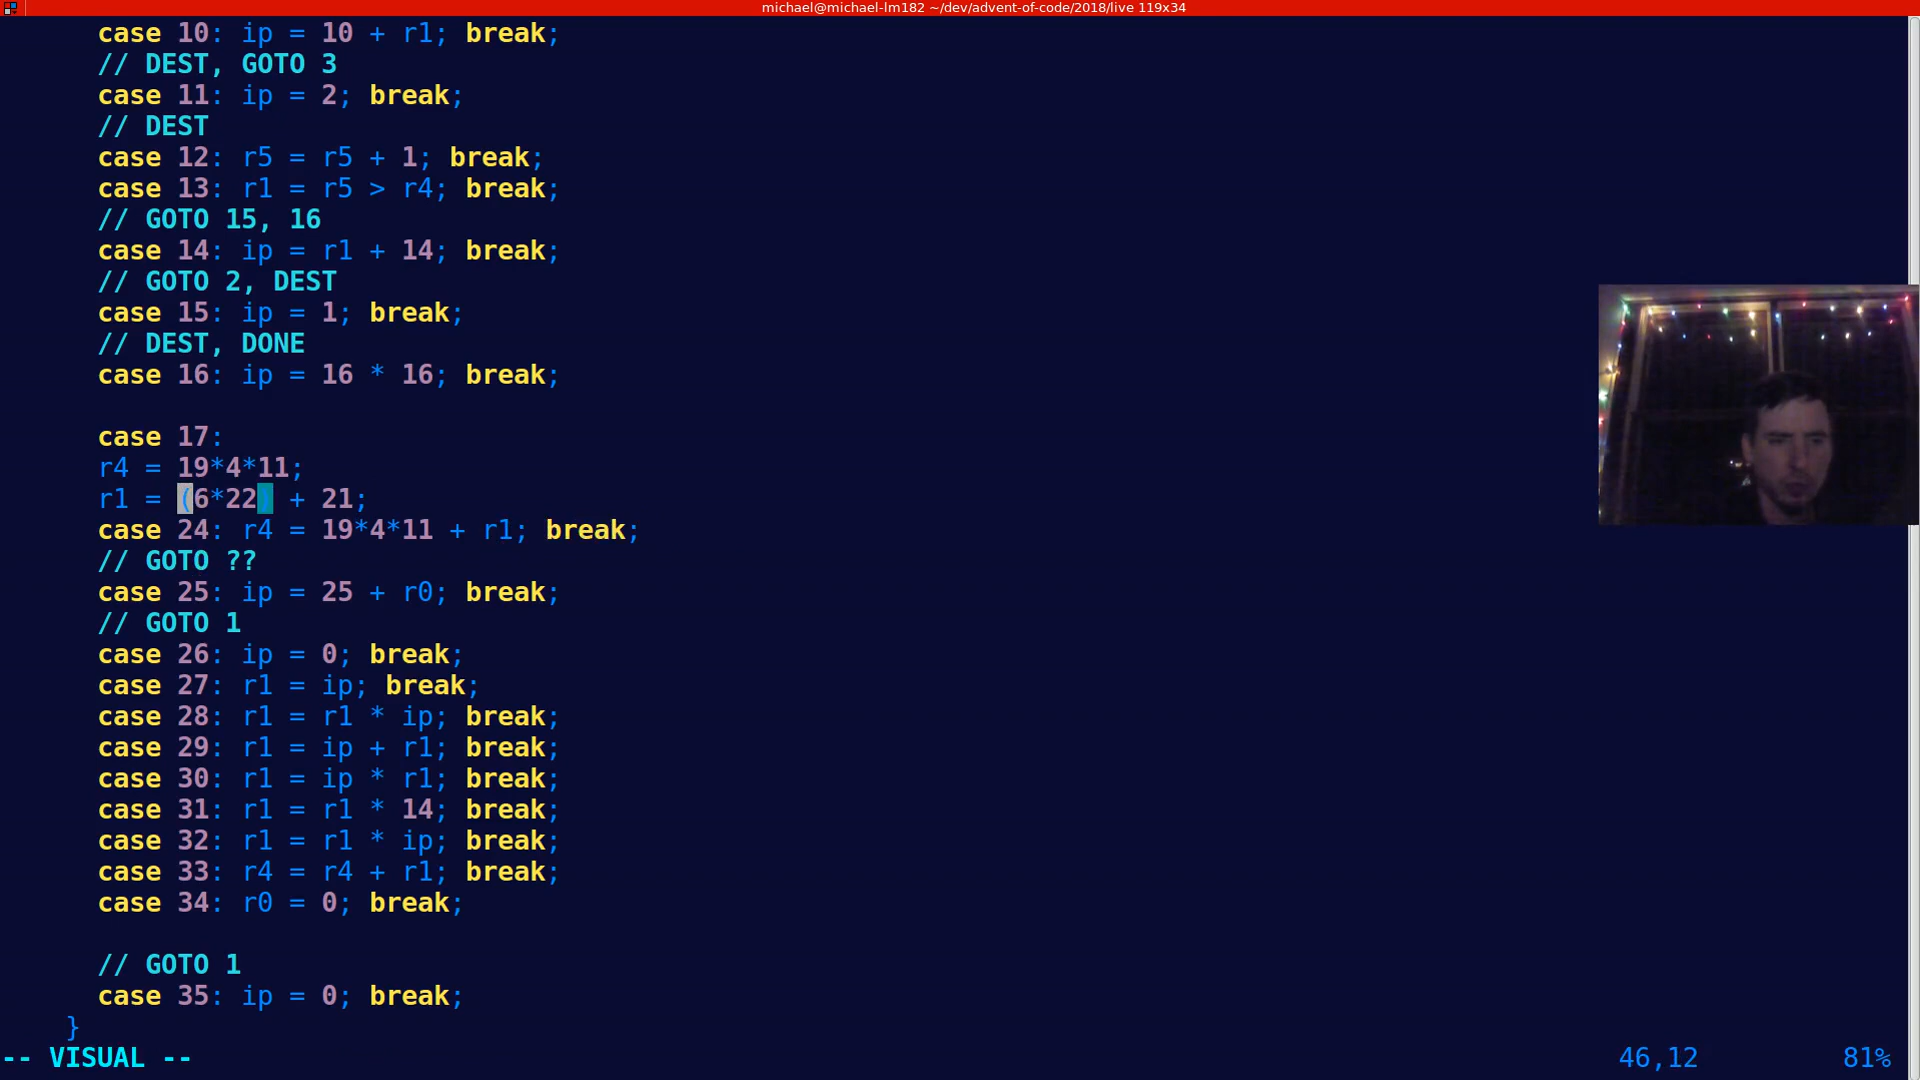 michael@michael-lm182 ~/dev/advent-of-code/2018/live 119x34
case 10: ip = 10 + r1; break;
// DEST, GOTO 3
case 11: ip = 2; break;
// DEST
case 12: r5 = r5 + 1; break;
case 13: r1 = r5 > r4; break;
// GOTO 15, 16
case 14: ip = r1 + 14; break;
// GOTO 2, DEST
case 15: ip = 1; break;
// DEST, DONE
case 16: ip = 16 * 16; break;
case 17:
r4 = 19*4*11;
r1 = (6*22) + 21;
case 24: r4 = 19*4*11 + r1; break;
// GOTO ??
case 25: ip = 25 + r0; break;
// GOTO 1
case 26: ip = 0; break;
case 27: r1 = ip; break;
case 28: r1 = r1 * ip; break;
case 29: r1 = ip + r1; break;
case 30: r1 = ip * r1; break;
case 31: r1 = r1 * 14; break;
case 32: r1 = r1 * ip; break;
case 33: r4 = r4 + r1; break;
case 34: r0 = 0; break;
// GOTO 1
case 35: ip = 0; break;
}
-- VISUAL -- 46,12 81%